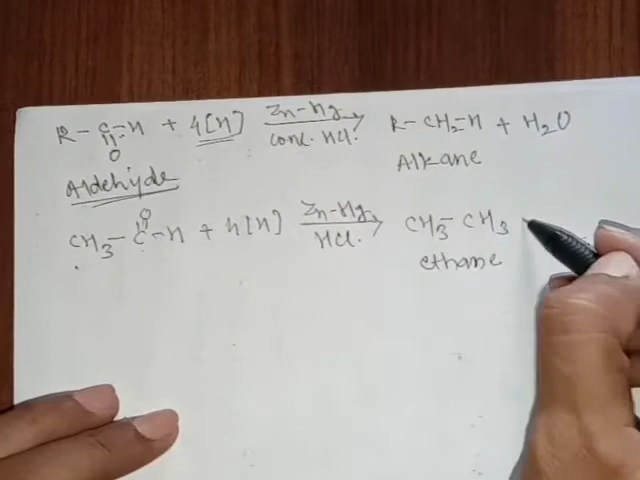 R-C-H + 4[H] Zn-Hg/conc. HCl → R-CH2-H + H2O
O
Aldehyde Alkane
O
CH3-C-H + 4[H] Zn-Hg/HCl. → CH3-CH3
ethane